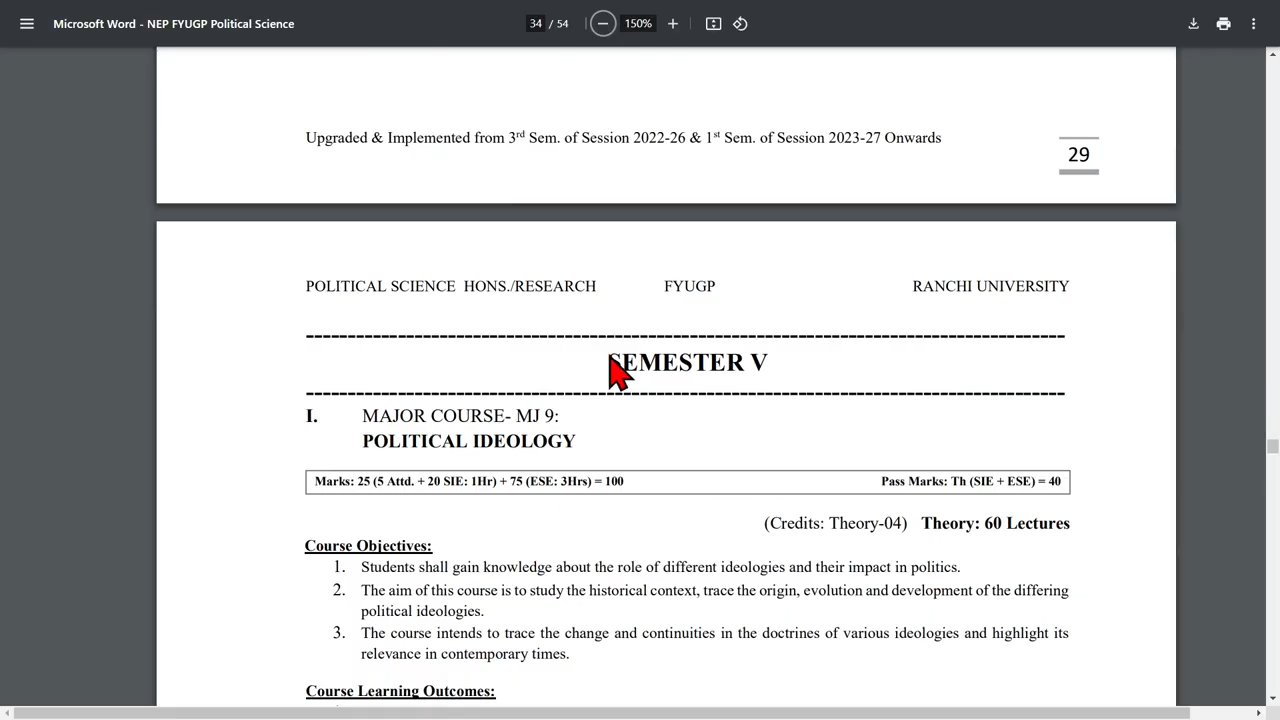 Microsoft Word - NEP FYUGP Political Science
34 / 54
150%
Upgraded & Implemented from 3rd Sem. of Session 2022-26 & 1st Sem. of Session 2023-27 Onwards
29
POLITICAL SCIENCE HONS./RESEARCH FYUGP RANCHI UNIVERSITY
SEMESTER V
I. MAJOR COURSE- MJ 9:
POLITICAL IDEOLOGY
Marks: 25 (5 Attd. + 20 SIE: 1Hr) + 75 (ESE: 3Hrs) = 100 Pass Marks: Th (SIE + ESE) = 40
(Credits: Theory-04) Theory: 60 Lectures
Course Objectives:
1. Students shall gain knowledge about the role of different ideologies and their impact in politics.
2. The aim of this course is to study the historical context, trace the origin, evolution and development of the differing
political ideologies.
3. The course intends to trace the change and continuities in the doctrines of various ideologies and highlight its
relevance in contemporary times.
Course Learning Outcomes: